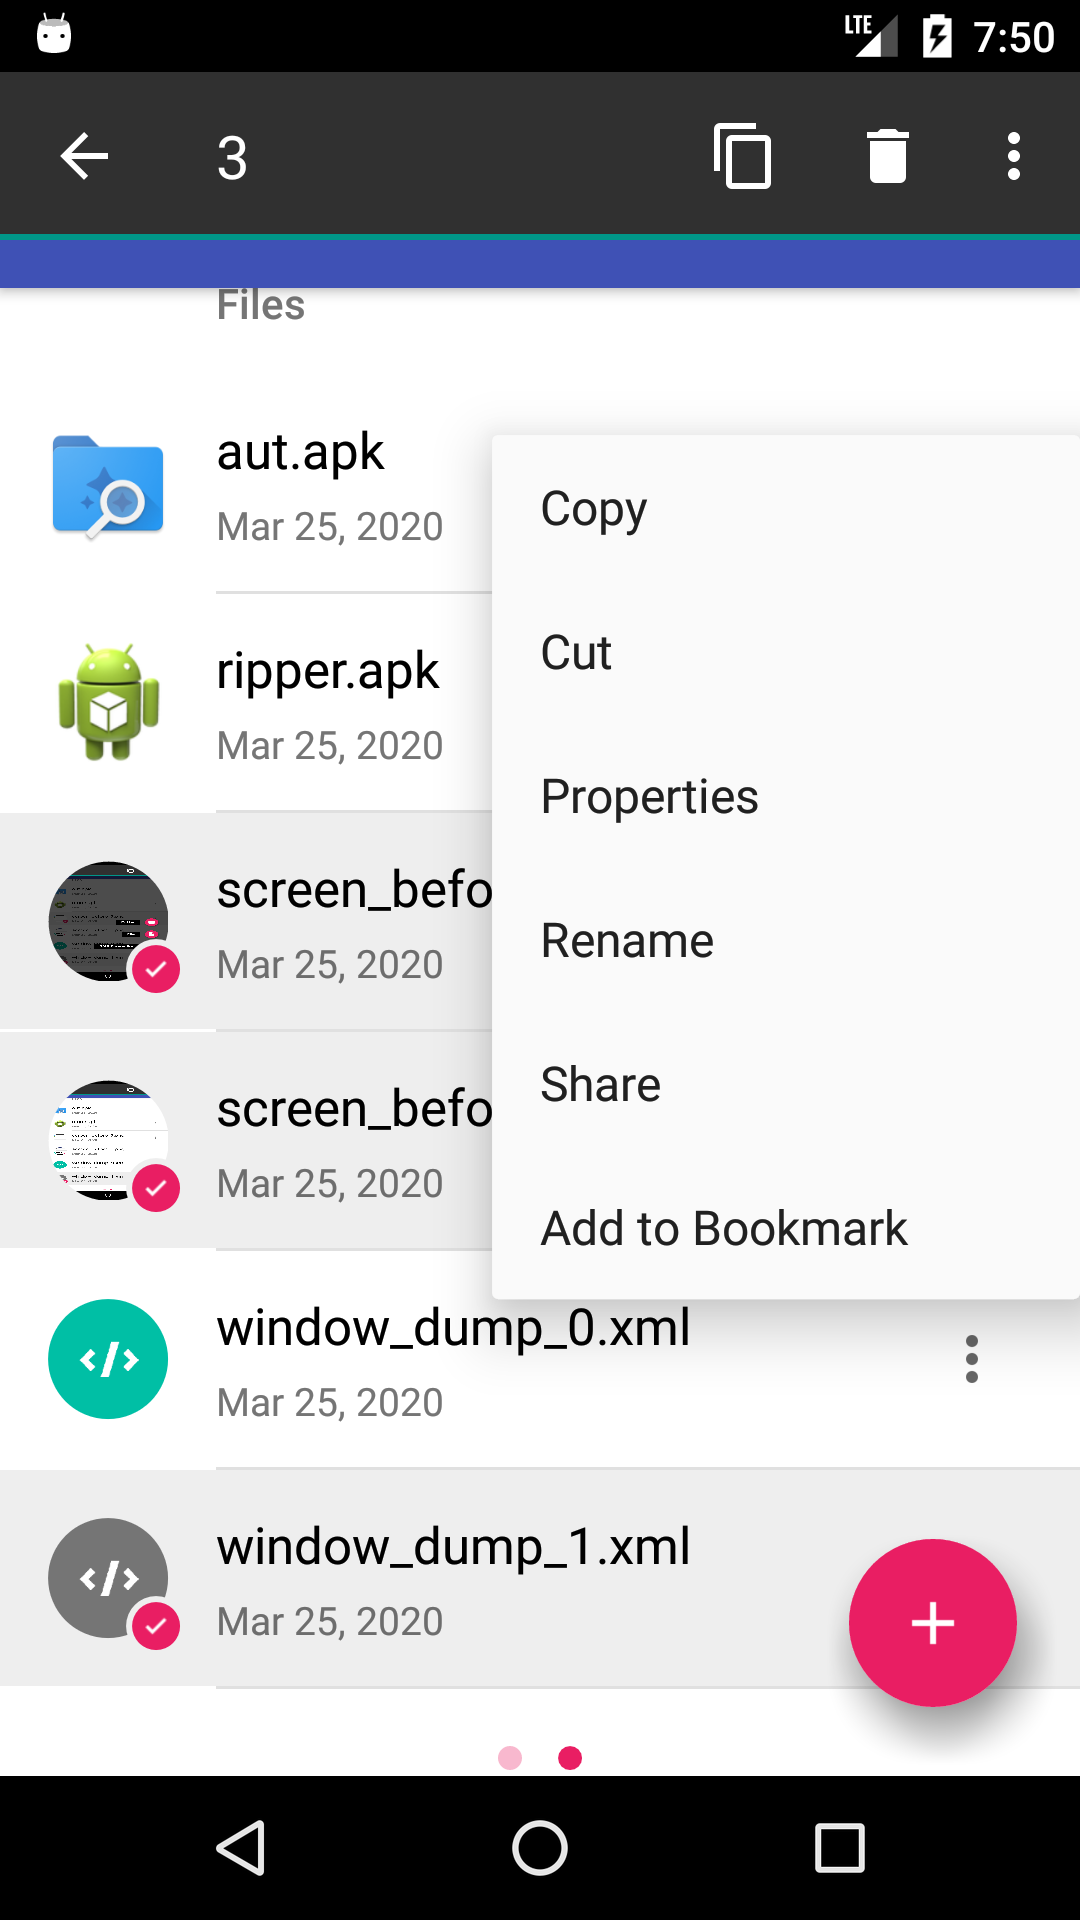 LTE 7:50
3
Files
aut.apk
Mar 25, 2020
ripper.apk
Mar 25, 2020
screen_befo
Mar 25, 2020
screen_befo
Mar 25, 2020
window_dump_0.xml
Mar 25, 2020
window_dump_1.xml
Mar 25, 2020
Copy
Cut
Properties
Rename
Share
Add to Bookmark